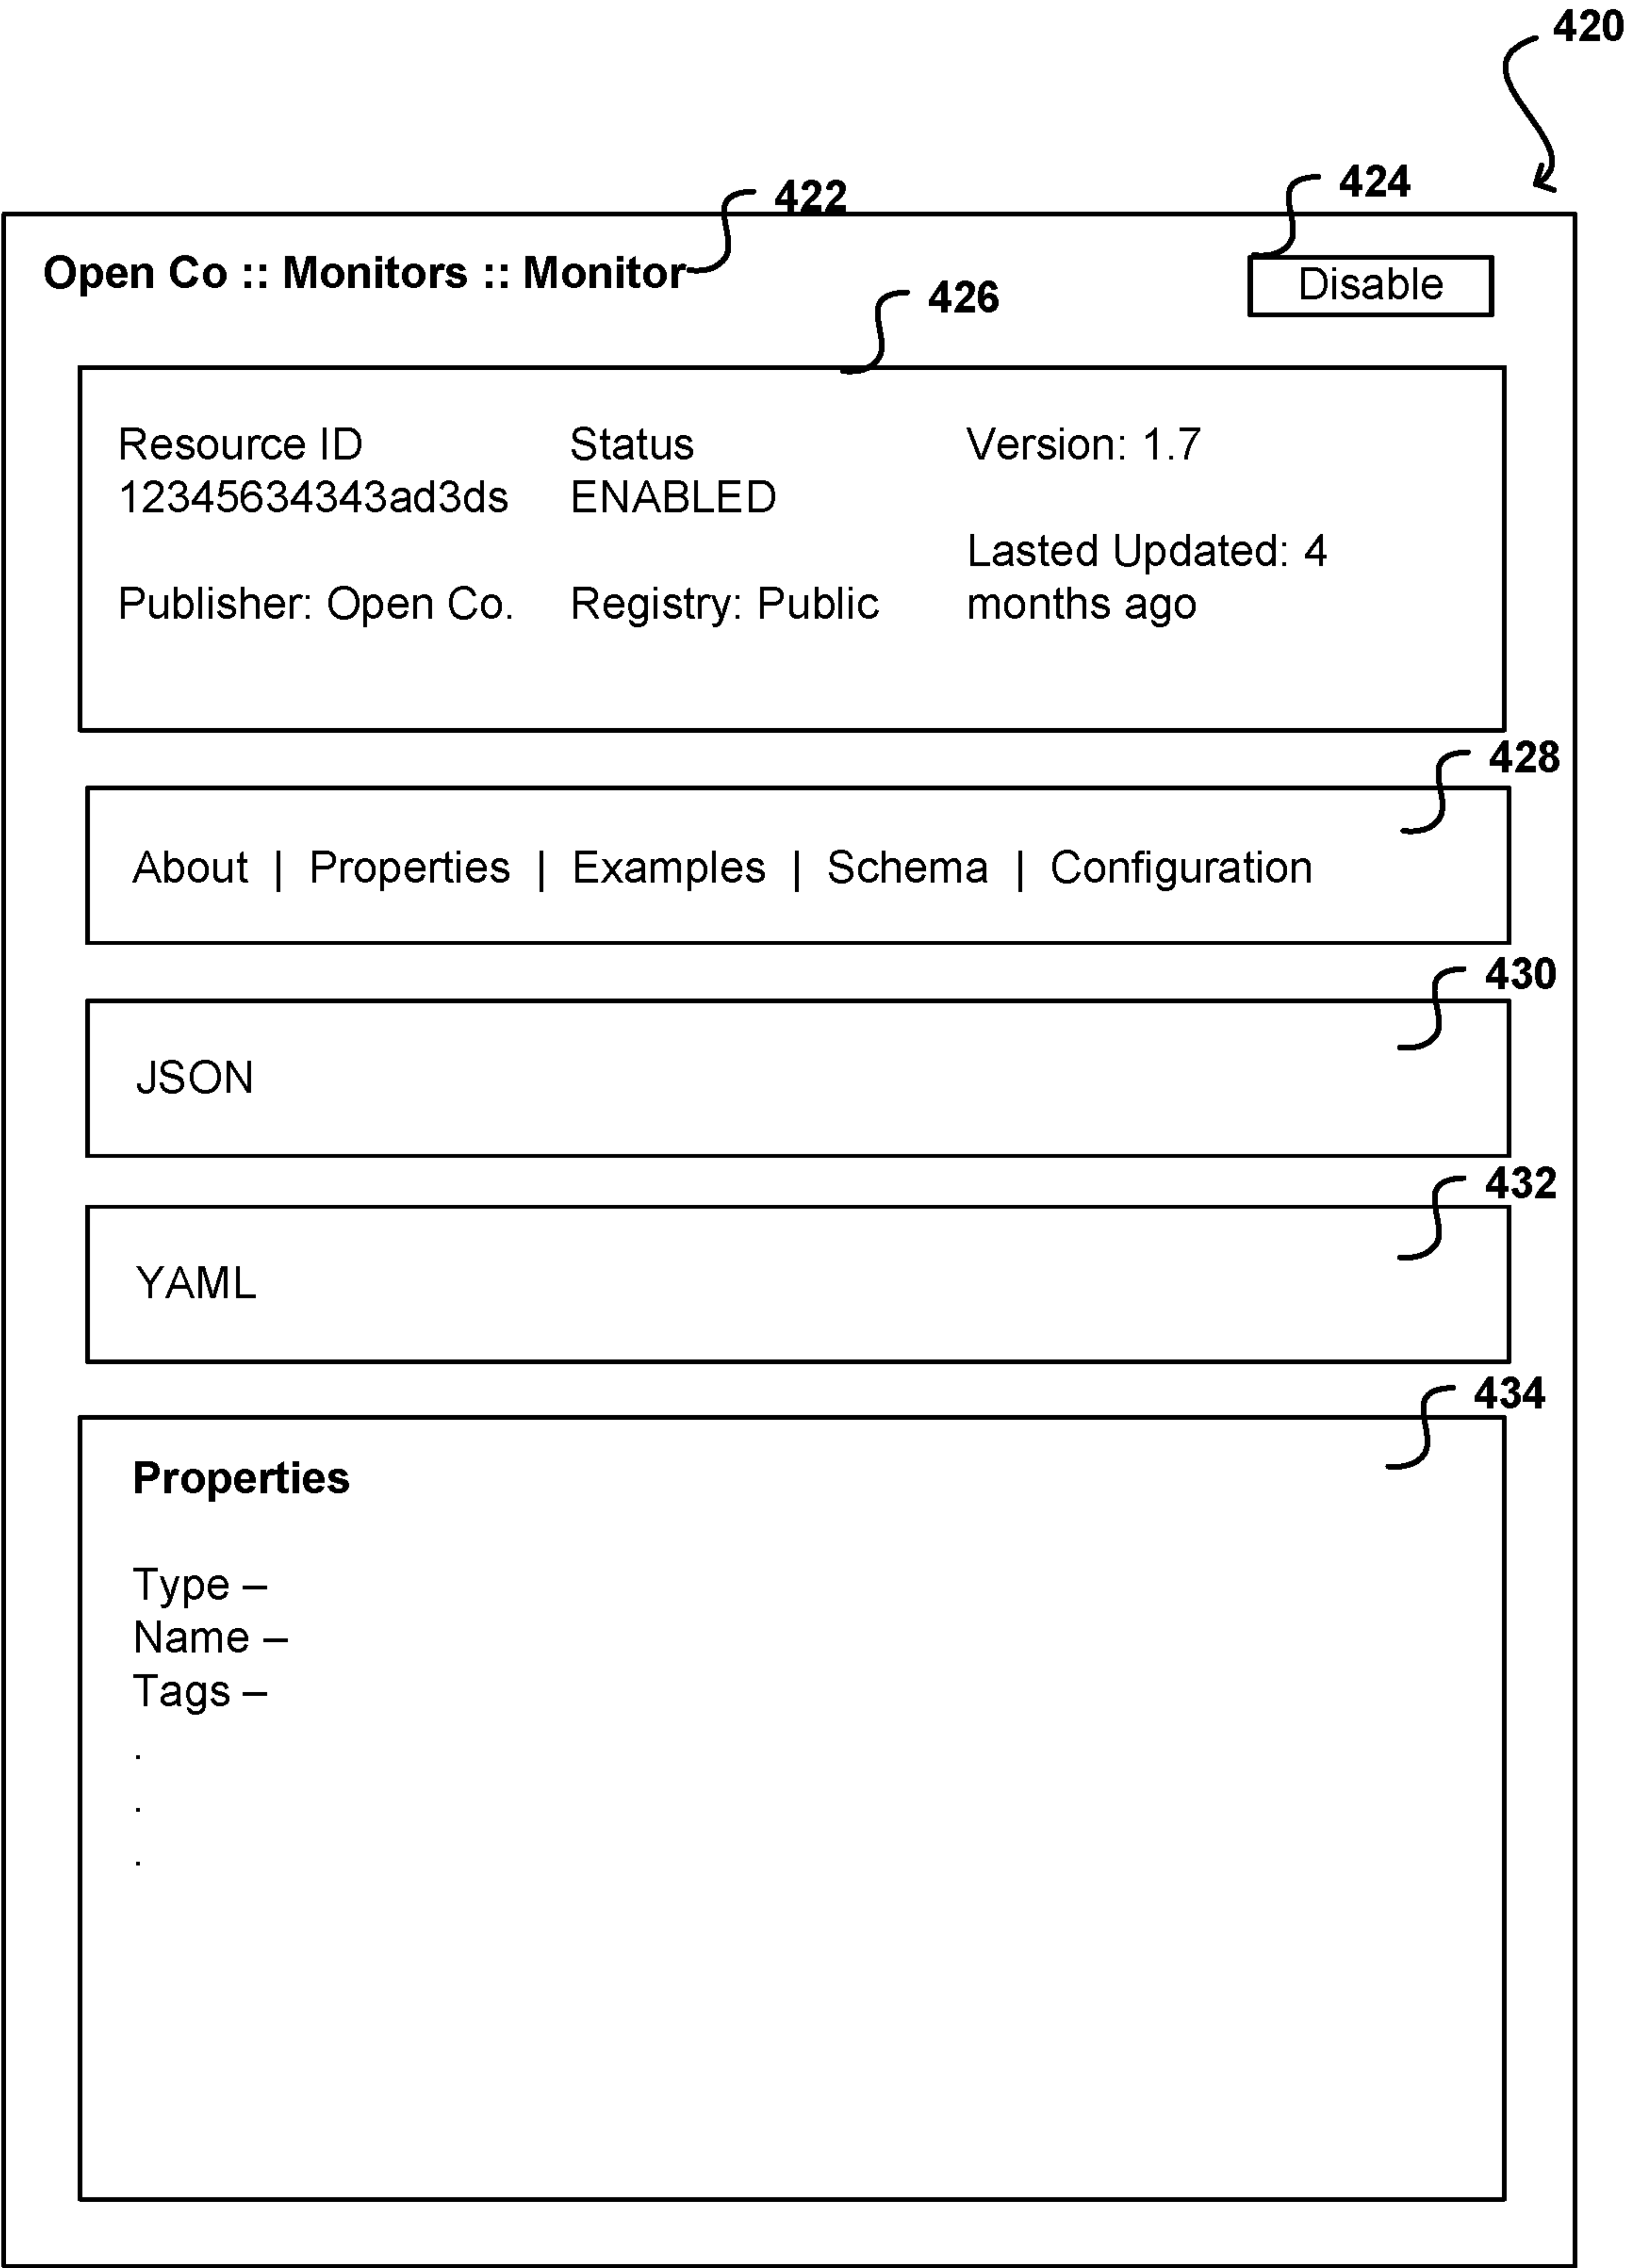 420
422
424
Open Co :: Monitors :: Monitor
Disable
426
Resource ID
12345634343ad3ds
Status
ENABLED
Version: 1.7
Lasted Updated: 4
months ago
Publisher: Open Co.
Registry: Public
428
About | Properties | Examples | Schema | Configuration
430
JSON
432
YAML
434
Properties
Type –
Name –
Tags –
.
.
.